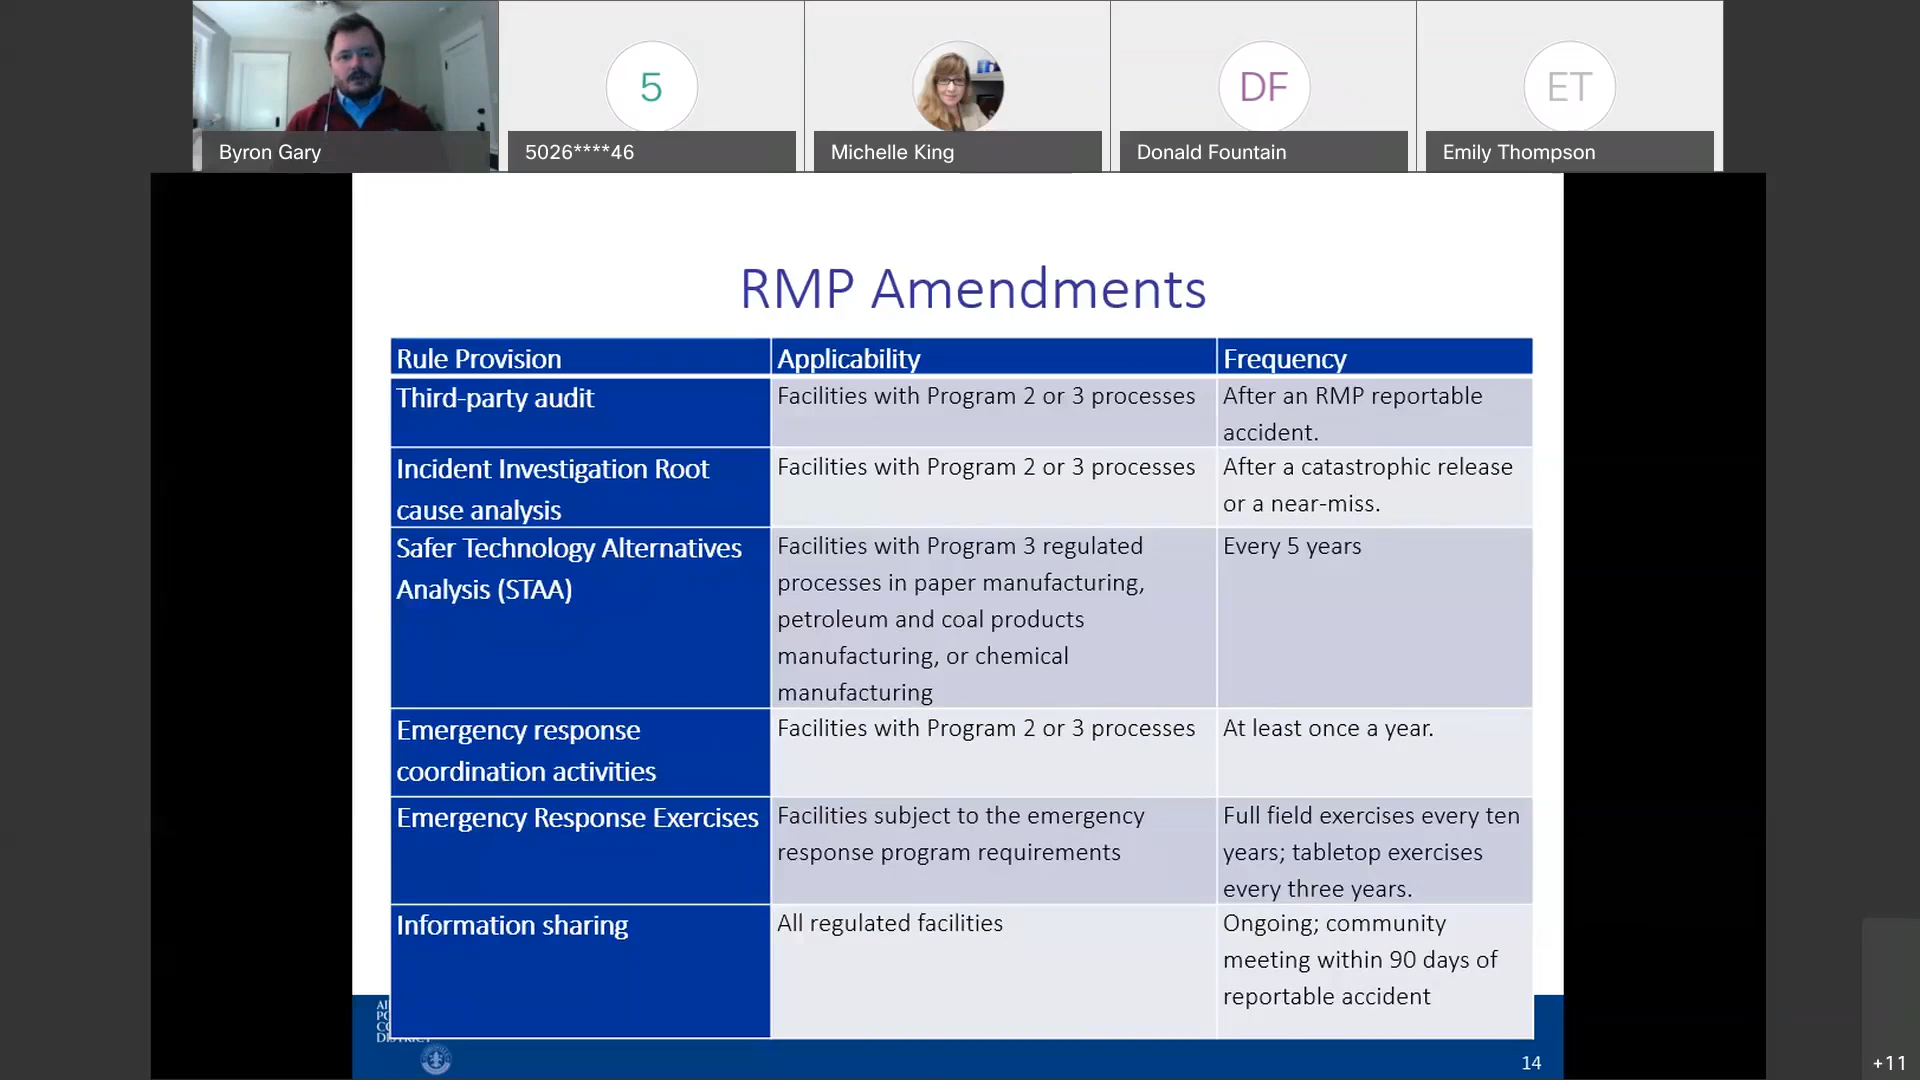 5
DF
ET
Byron Gary
5026****46
Michelle King
Donald Fountain
Emily Thompson
RMP Amendments
Rule Provision
Applicability
Frequency
Third-party audit
Facilities with Program 2 or 3 processes
After an RMP reportable
accident.
Incident Investigation Root
cause analysis
Facilities with Program 2 or 3 processes
After a catastrophic release
or a near-miss.
Safer Technology Alternatives
Analysis (STAA)
Facilities with Program 3 regulated
processes in paper manufacturing,
petroleum and coal products
manufacturing, or chemical
manufacturing
Every 5 years
Emergency response
coordination activities
Facilities with Program 2 or 3 processes
At least once a year.
Emergency Response Exercises
Facilities subject to the emergency
response program requirements
Full field exercises every ten
years; tabletop exercises
every three years.
Information sharing
All regulated facilities
Ongoing; community
meeting within 90 days of
reportable accident
14
+11